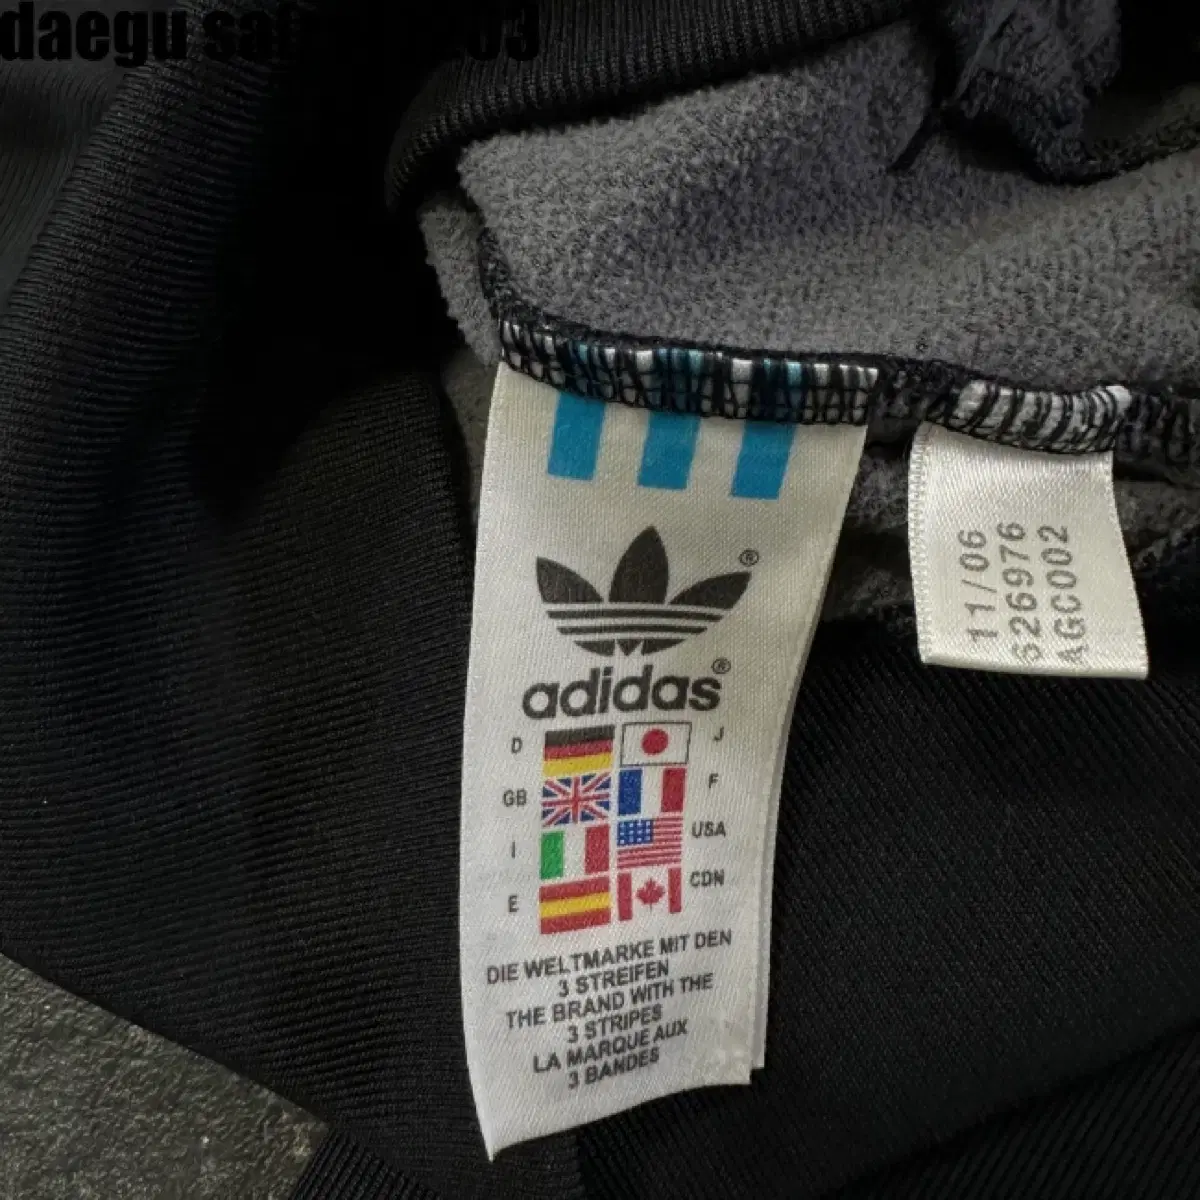 daegu
adidas
D
J
GB
F
I
USA
E
CDN
DIE WELTMARKE MIT DEN
3 STREIFEN
THE BRAND WITH THE
3 STRIPES
LA MARQUE AUX
3 BANDES
11/06
626976
AGC002